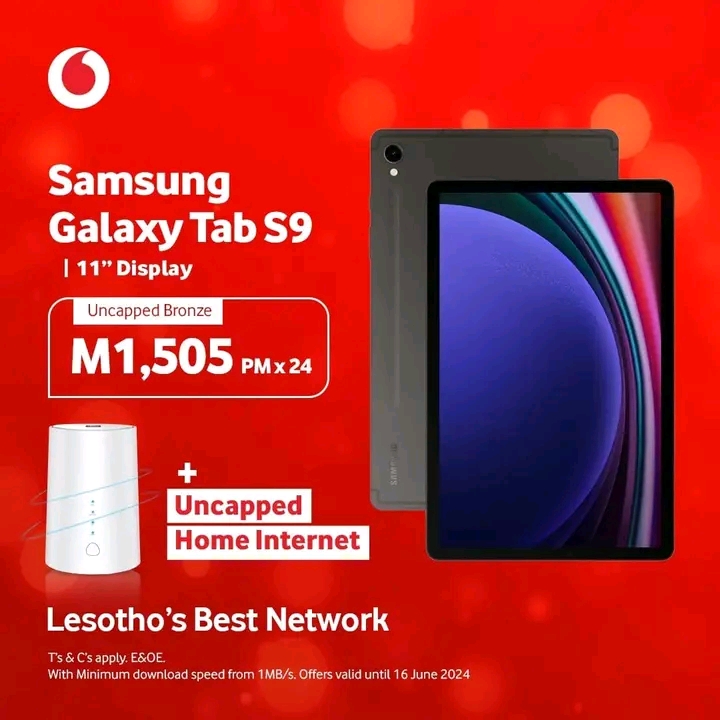 Samsung
Galaxy Tab S9
| 11” Display
Uncapped Bronze
M1,505 PM x 24
+
Uncapped
Home Internet
SAMSUNG
Lesotho’s Best Network
T's & C's apply. E&OE.
With Minimum download speed from 1MB/s. Offers valid until 16 June 2024